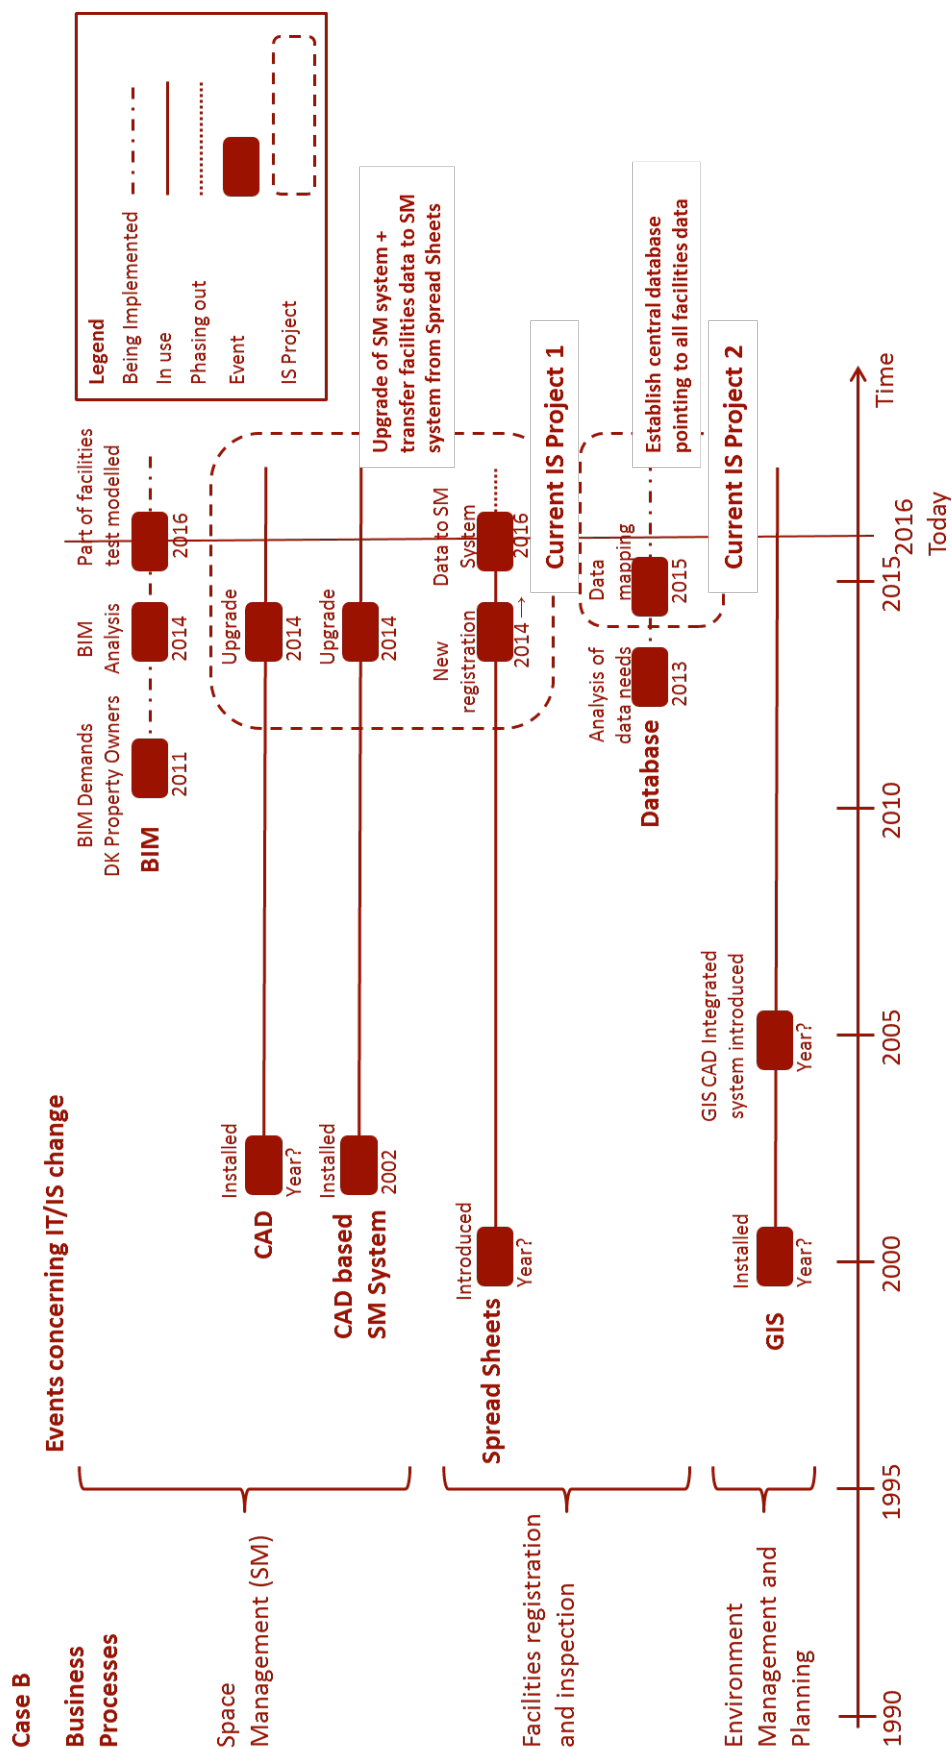 Case B
Business
Processes
Events concerning IT/IS change
Legend
Being Implemented
In use
Phasing out
Event
IS Project
Space
Management (SM)
BIM
BIM Demands
DK Property Owners
2011
BIM
Analysis
2014
Part of facilities
test modelled
2016
CAD
Installed
Year?
Upgrade
2014
CAD based
SM System
Installed
2002
Upgrade
2014
Upgrade of SM system +
transfer facilities data to SM
system from Spread Sheets
Facilities registration
and inspection
Spread Sheets
Introduced
Year?
New
registration
2014 →
Data to SM
System
2016
Current IS Project 1
Database
Analysis of
data needs
2013
Data
mapping
2015
Establish central database
pointing to all facilities data
Current IS Project 2
Environment
Management and
Planning
GIS
Installed
Year?
GIS CAD Integrated
system introduced
Year?
1990
1995
2000
2005
2010
2015
2016
Today
Time